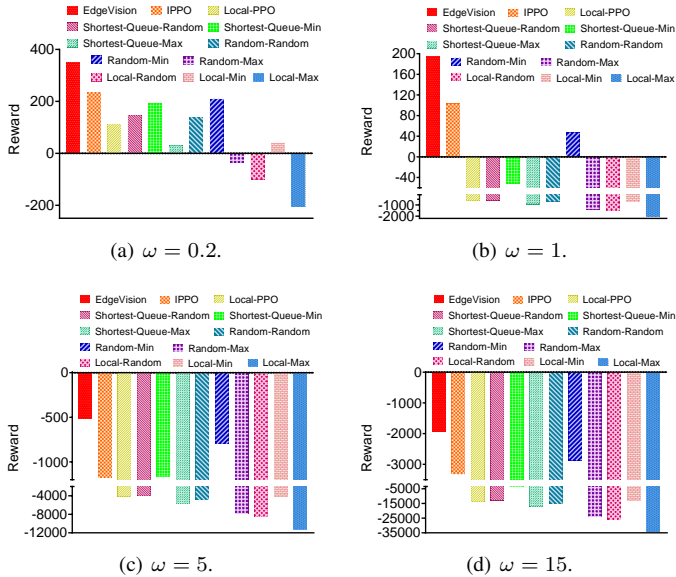 EdgeVision IPPO Local-PPO
Shortest-Queue-Random Shortest-Queue-Min
Shortest-Queue-Max Random-Random
Random-Min Random-Max
Local-Random Local-Min Local-Max
400
200
0
-200
Reward
(a) ω = 0.2.
EdgeVision IPPO Local-PPO
Shortest-Queue-Random Shortest-Queue-Min
Shortest-Queue-Max Random-Random
Random-Min Random-Max
Local-Random Local-Min Local-Max
200
160
120
80
40
0
-40
-1000
-2000
Reward
(b) ω = 1.
EdgeVision IPPO Local-PPO
Shortest-Queue-Random Shortest-Queue-Min
Shortest-Queue-Max Random-Random
Random-Min Random-Max
Local-Random Local-Min Local-Max
0
-500
-1000
-4000
-8000
-12000
Reward
(c) ω = 5.
EdgeVision IPPO Local-PPO
Shortest-Queue-Random Shortest-Queue-Min
Shortest-Queue-Max Random-Random
Random-Min Random-Max
Local-Random Local-Min Local-Max
0
-1000
-2000
-3000
-5000
-15000
-25000
-35000
Reward
(d) ω = 15.